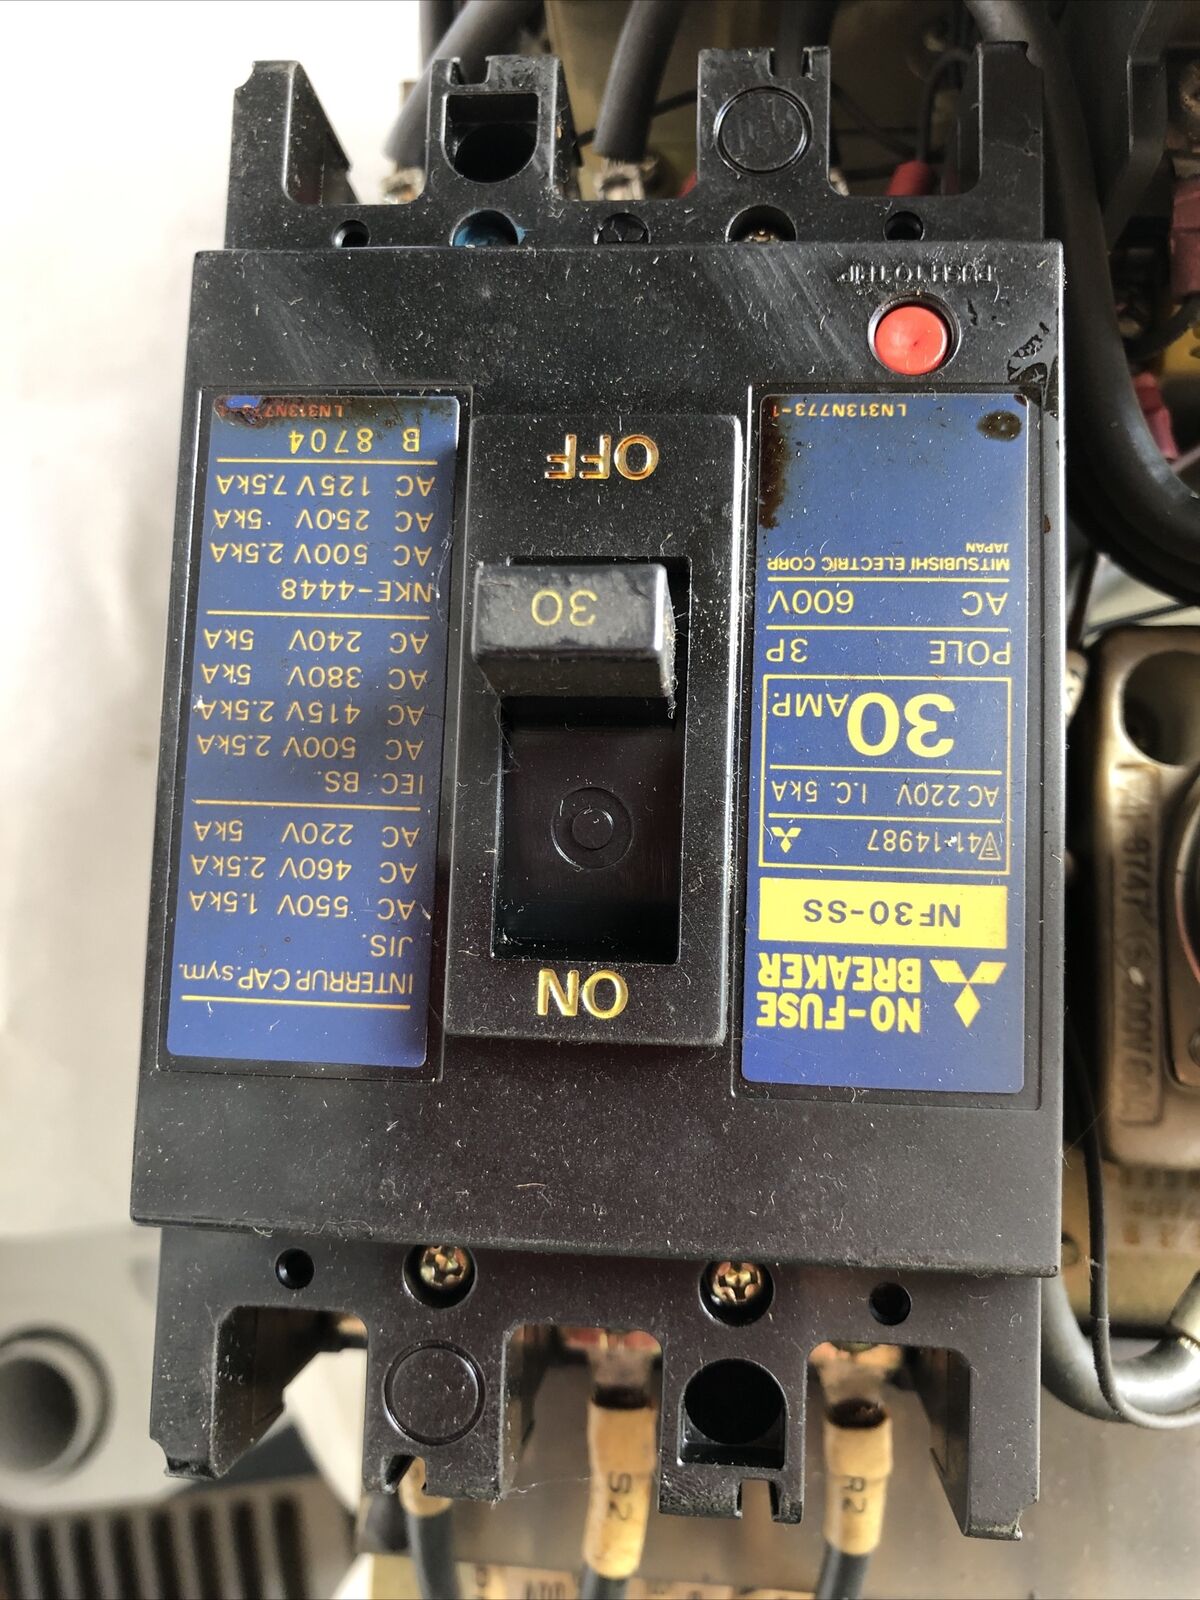 NO-FUSE
BREAKER
NF30-SS
41-14987
AC 220V I.C. 5kA
30 AMP.
POLE 3P
AC 600V
MITSUBISHI ELECTRIC CORP.
JAPAN
LN313N773-1
PUSH TO TRIP
ON
30
OFF
INTERRUP. CAP. sym.
JIS.
AC 550V 1.5kA
AC 460V 2.5kA
AC 220V 5kA
IEC. BS.
AC 500V 2.5kA
AC 415V 2.5kA
AC 380V 5kA
AC 240V 5kA
NKE-4448
AC 500V 2.5kA
AC 250V 5kA
AC 125V 7.5kA
B 8704
S2
R2